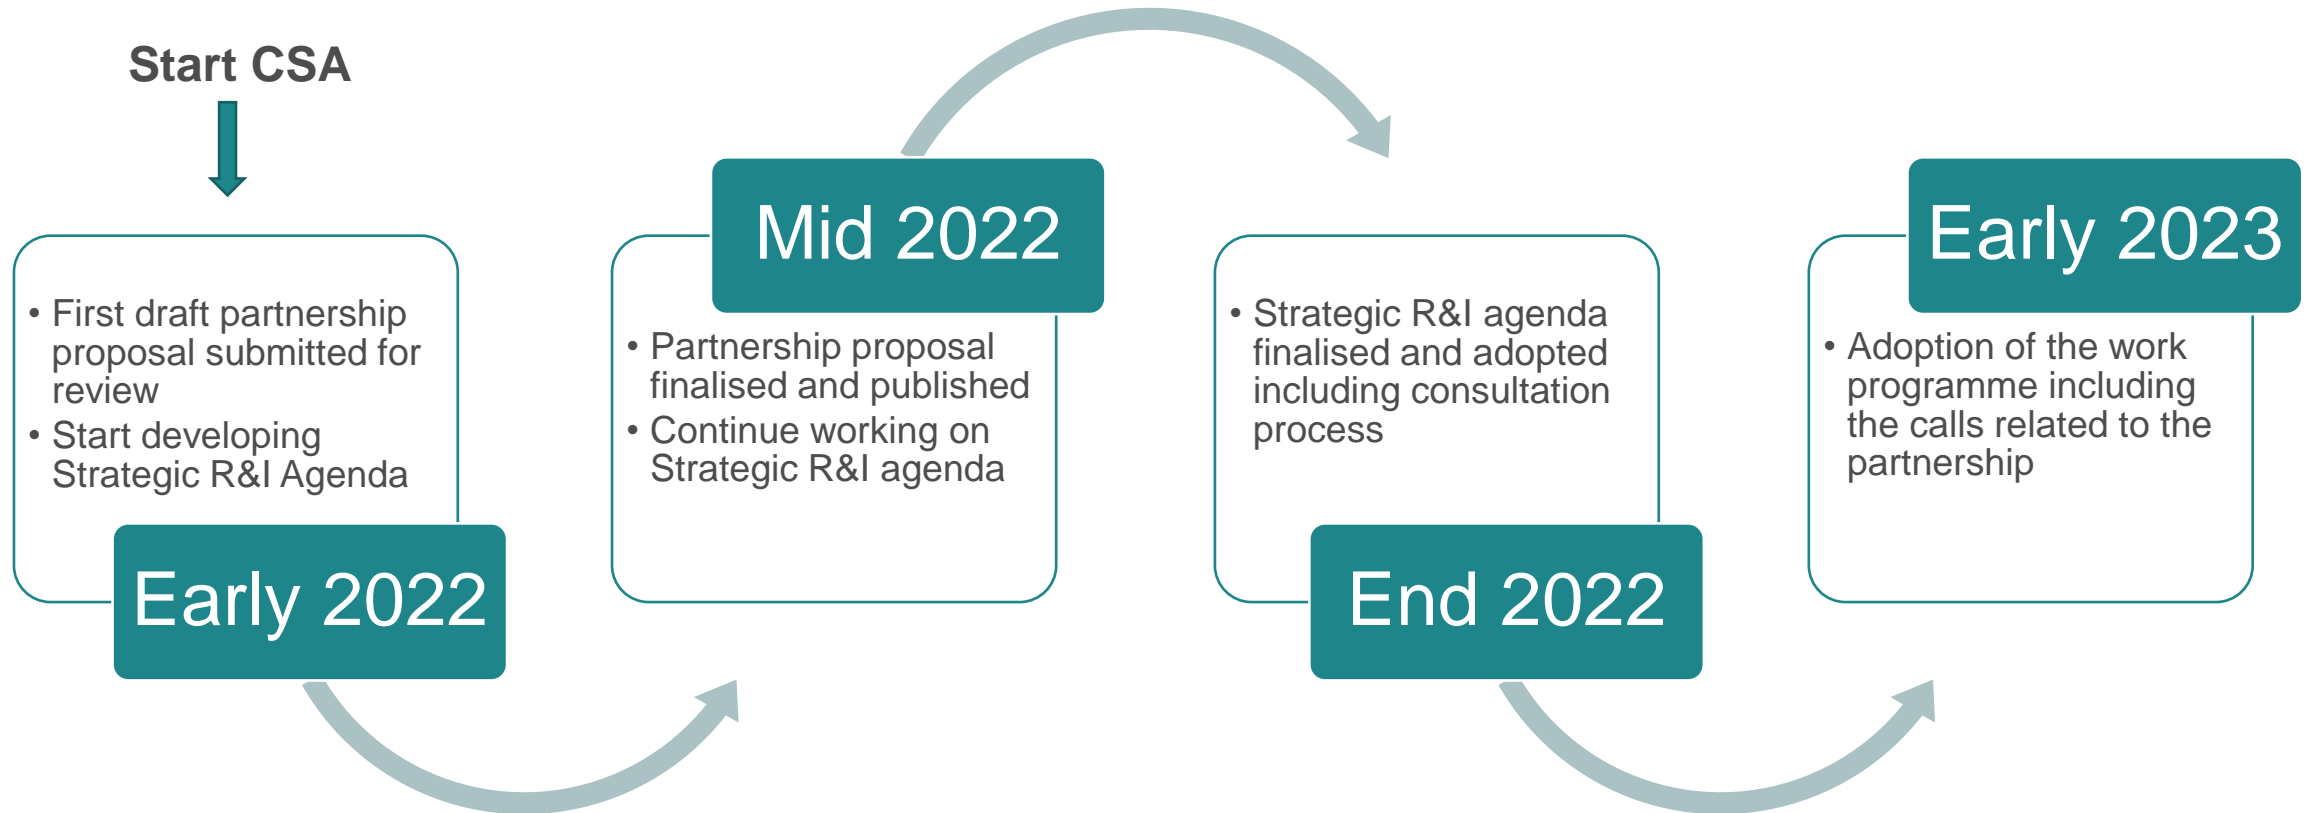 Start CSA
• First draft partnership
proposal submitted for
review
• Start developing
Strategic R&I Agenda
Early 2022
Mid 2022
• Partnership proposal
finalised and published
• Continue working on
Strategic R&I agenda
• Strategic R&I agenda
finalised and adopted
including consultation
process
End 2022
Early 2023
• Adoption of the work
programme including
the calls related to the
partnership